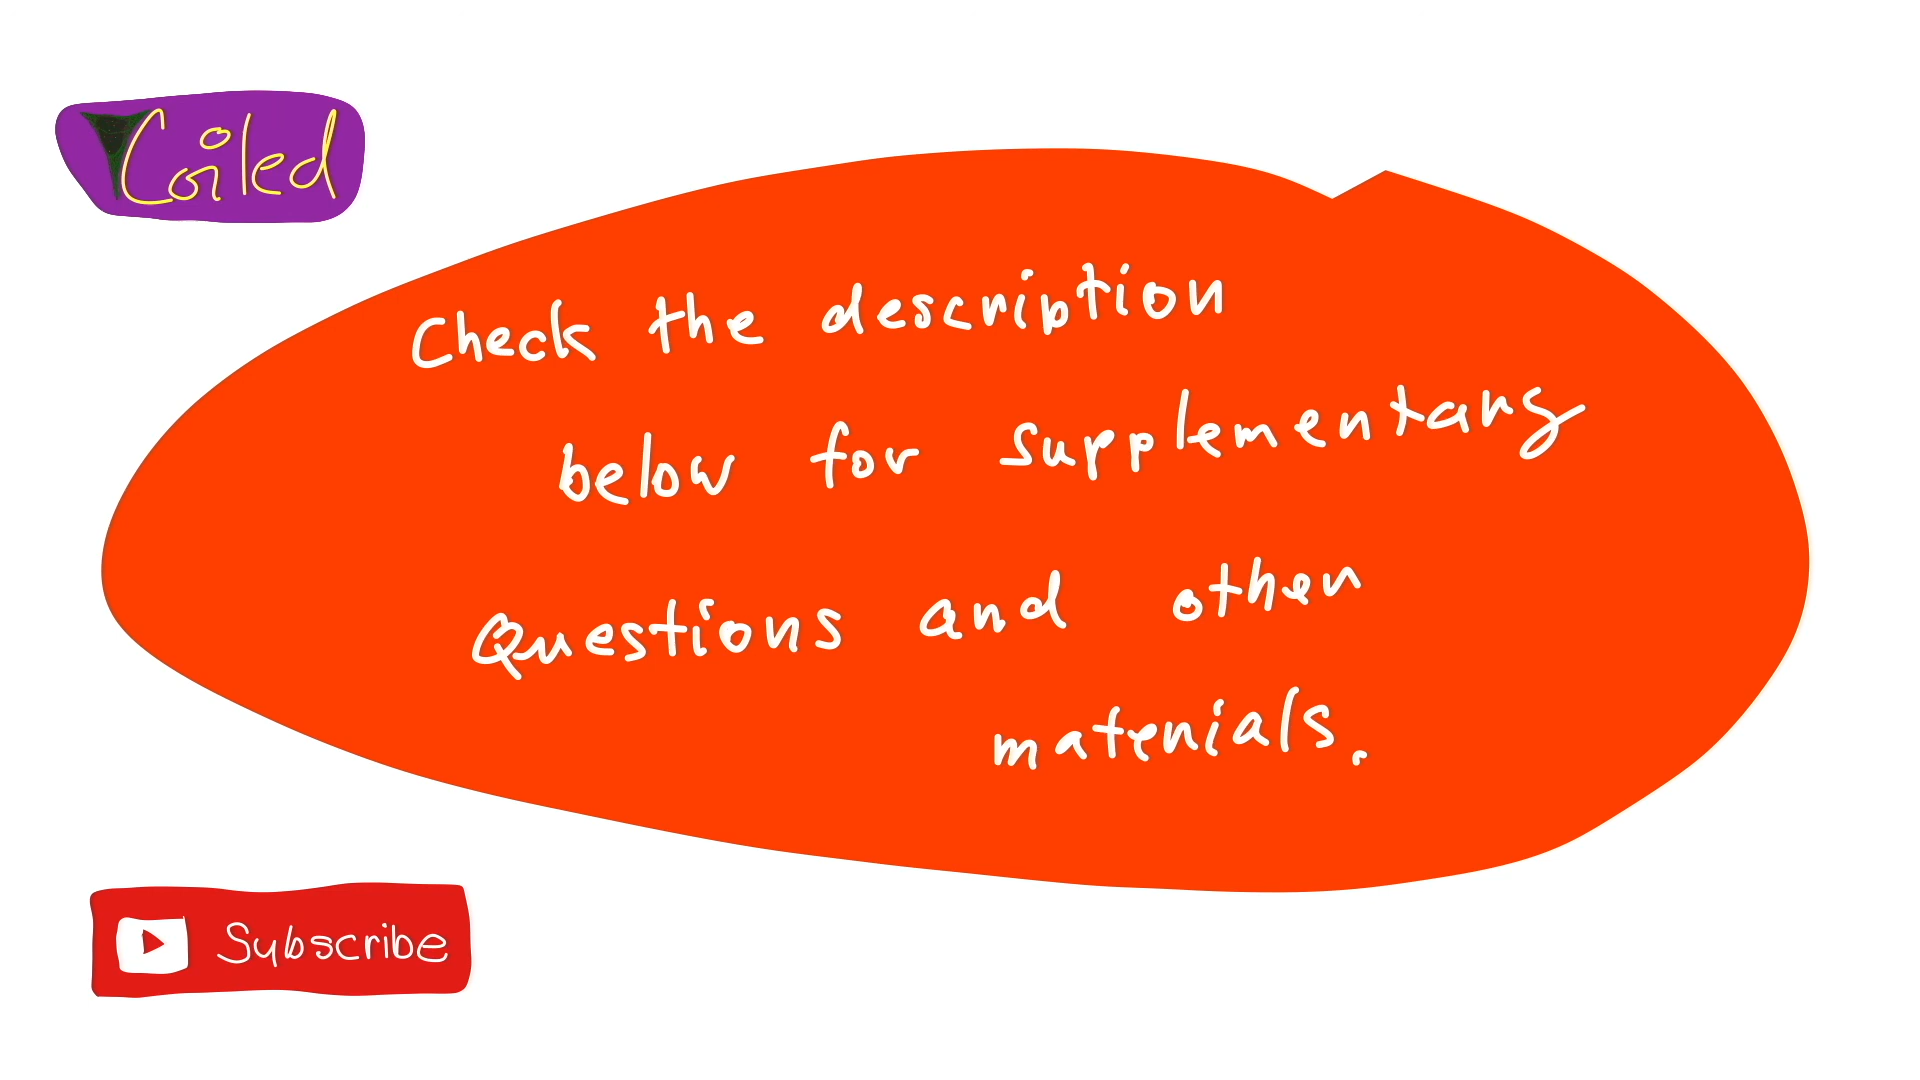 Coiled
Check the description
below for supplementary
Questions and other
materials.
Subscribe